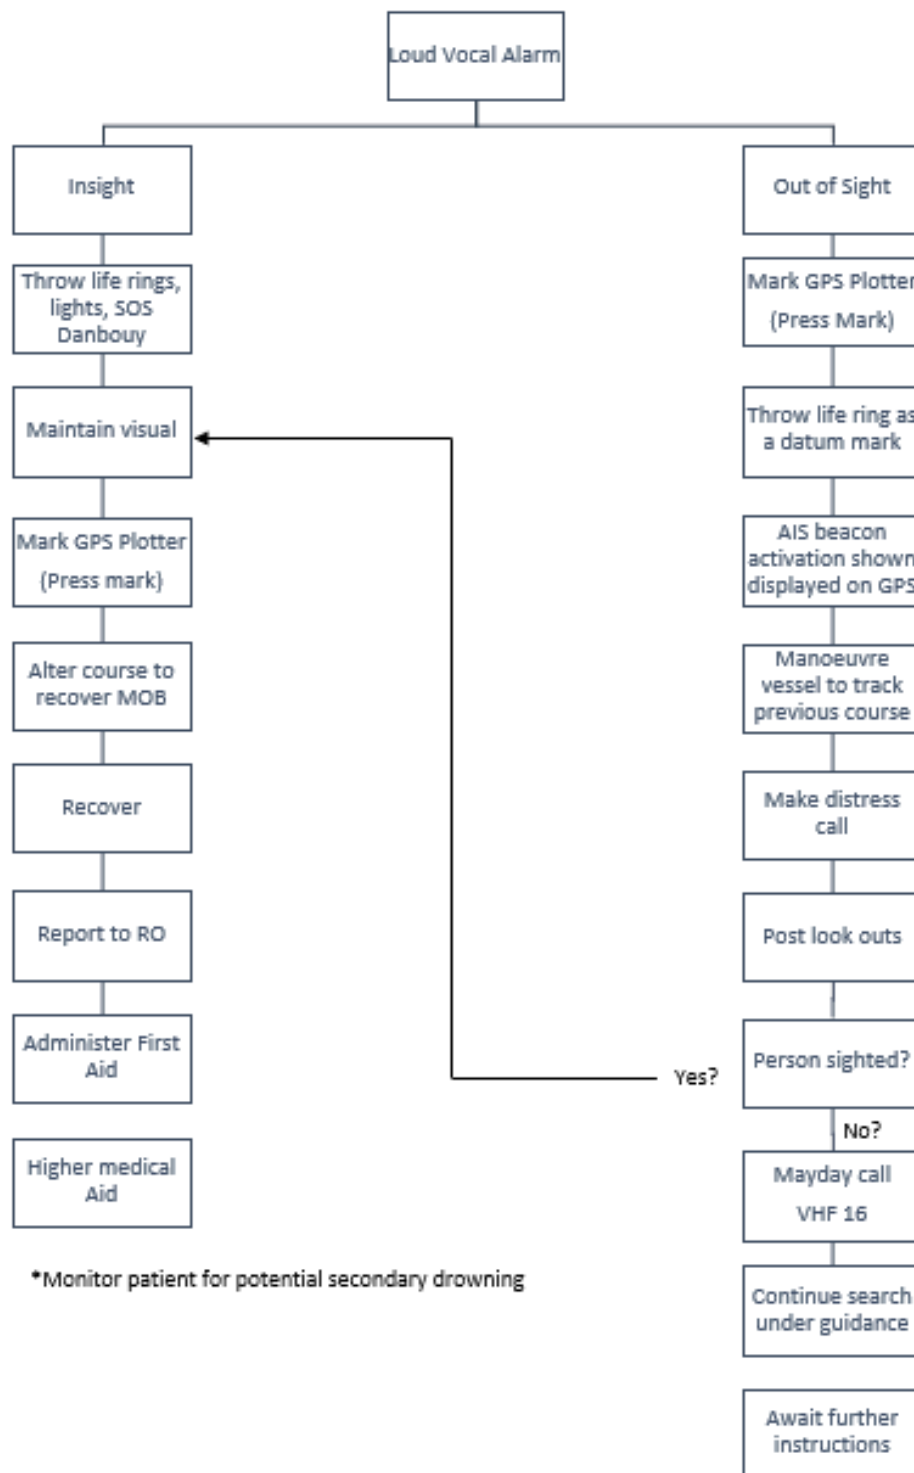 Loud Vocal Alarm
Insight
Throw life rings,
lights, SOS
Danbouy
Maintain visual
Mark GPS Plotter
(Press mark)
Alter course to
recover MOB
Recover
Report to RO
Administer First
Aid
Higher medical
Aid
*Monitor patient for potential secondary drowning
Out of Sight
Mark GPS Plotter
(Press Mark)
Throw life ring as
a datum mark
AIS beacon
activation shown
displayed on GPS
Manoeuvre
vessel to track
previous course
Make distress
call
Post look outs
Person sighted?
Yes?
No?
Mayday call
VHF 16
Continue search
under guidance
Await further
instructions